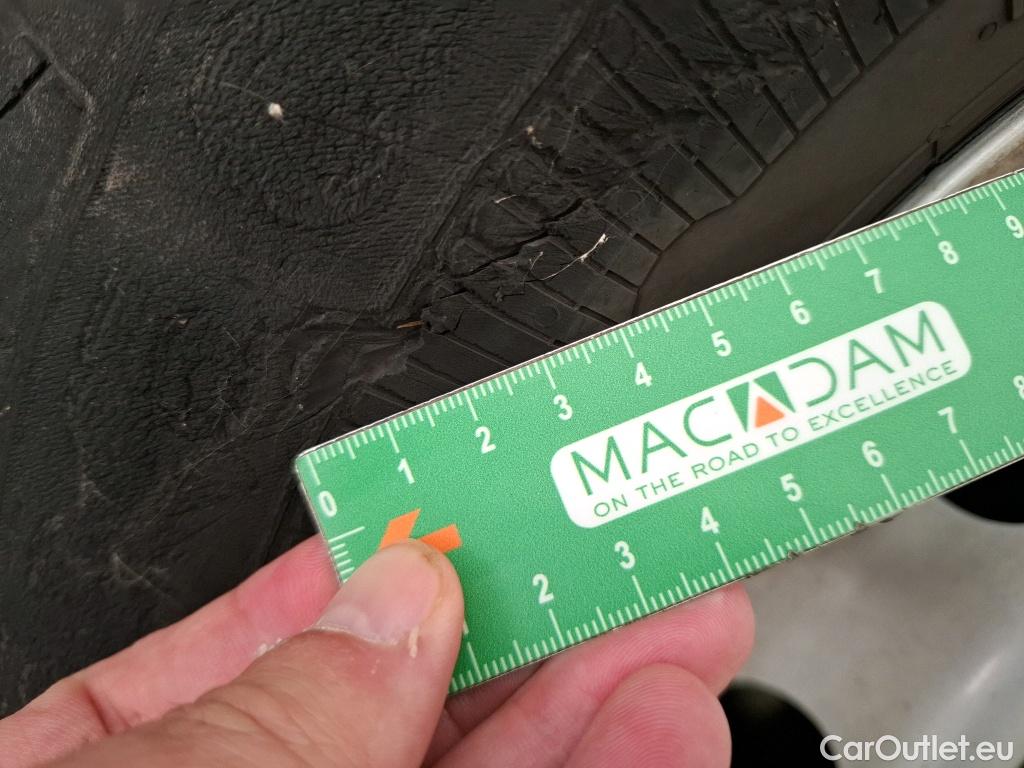 0 1 2 3 4 5 6 7 8 9
MACADAM
ON THE ROAD TO EXCELLENCE
2 3 4 5 6 7 8
CarOutlet.eu